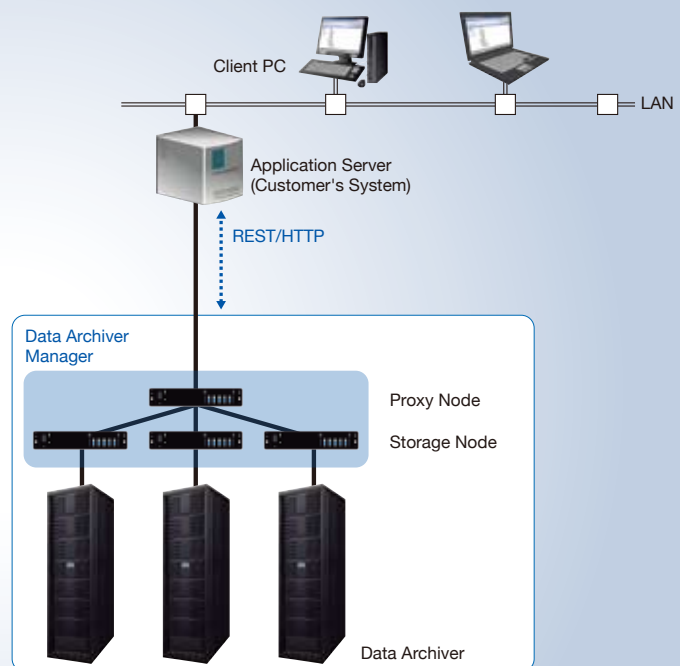 Client PC
LAN
Application Server
(Customer's System)
REST/HTTP
Data Archiver
Manager
Proxy Node
Storage Node
Data Archiver